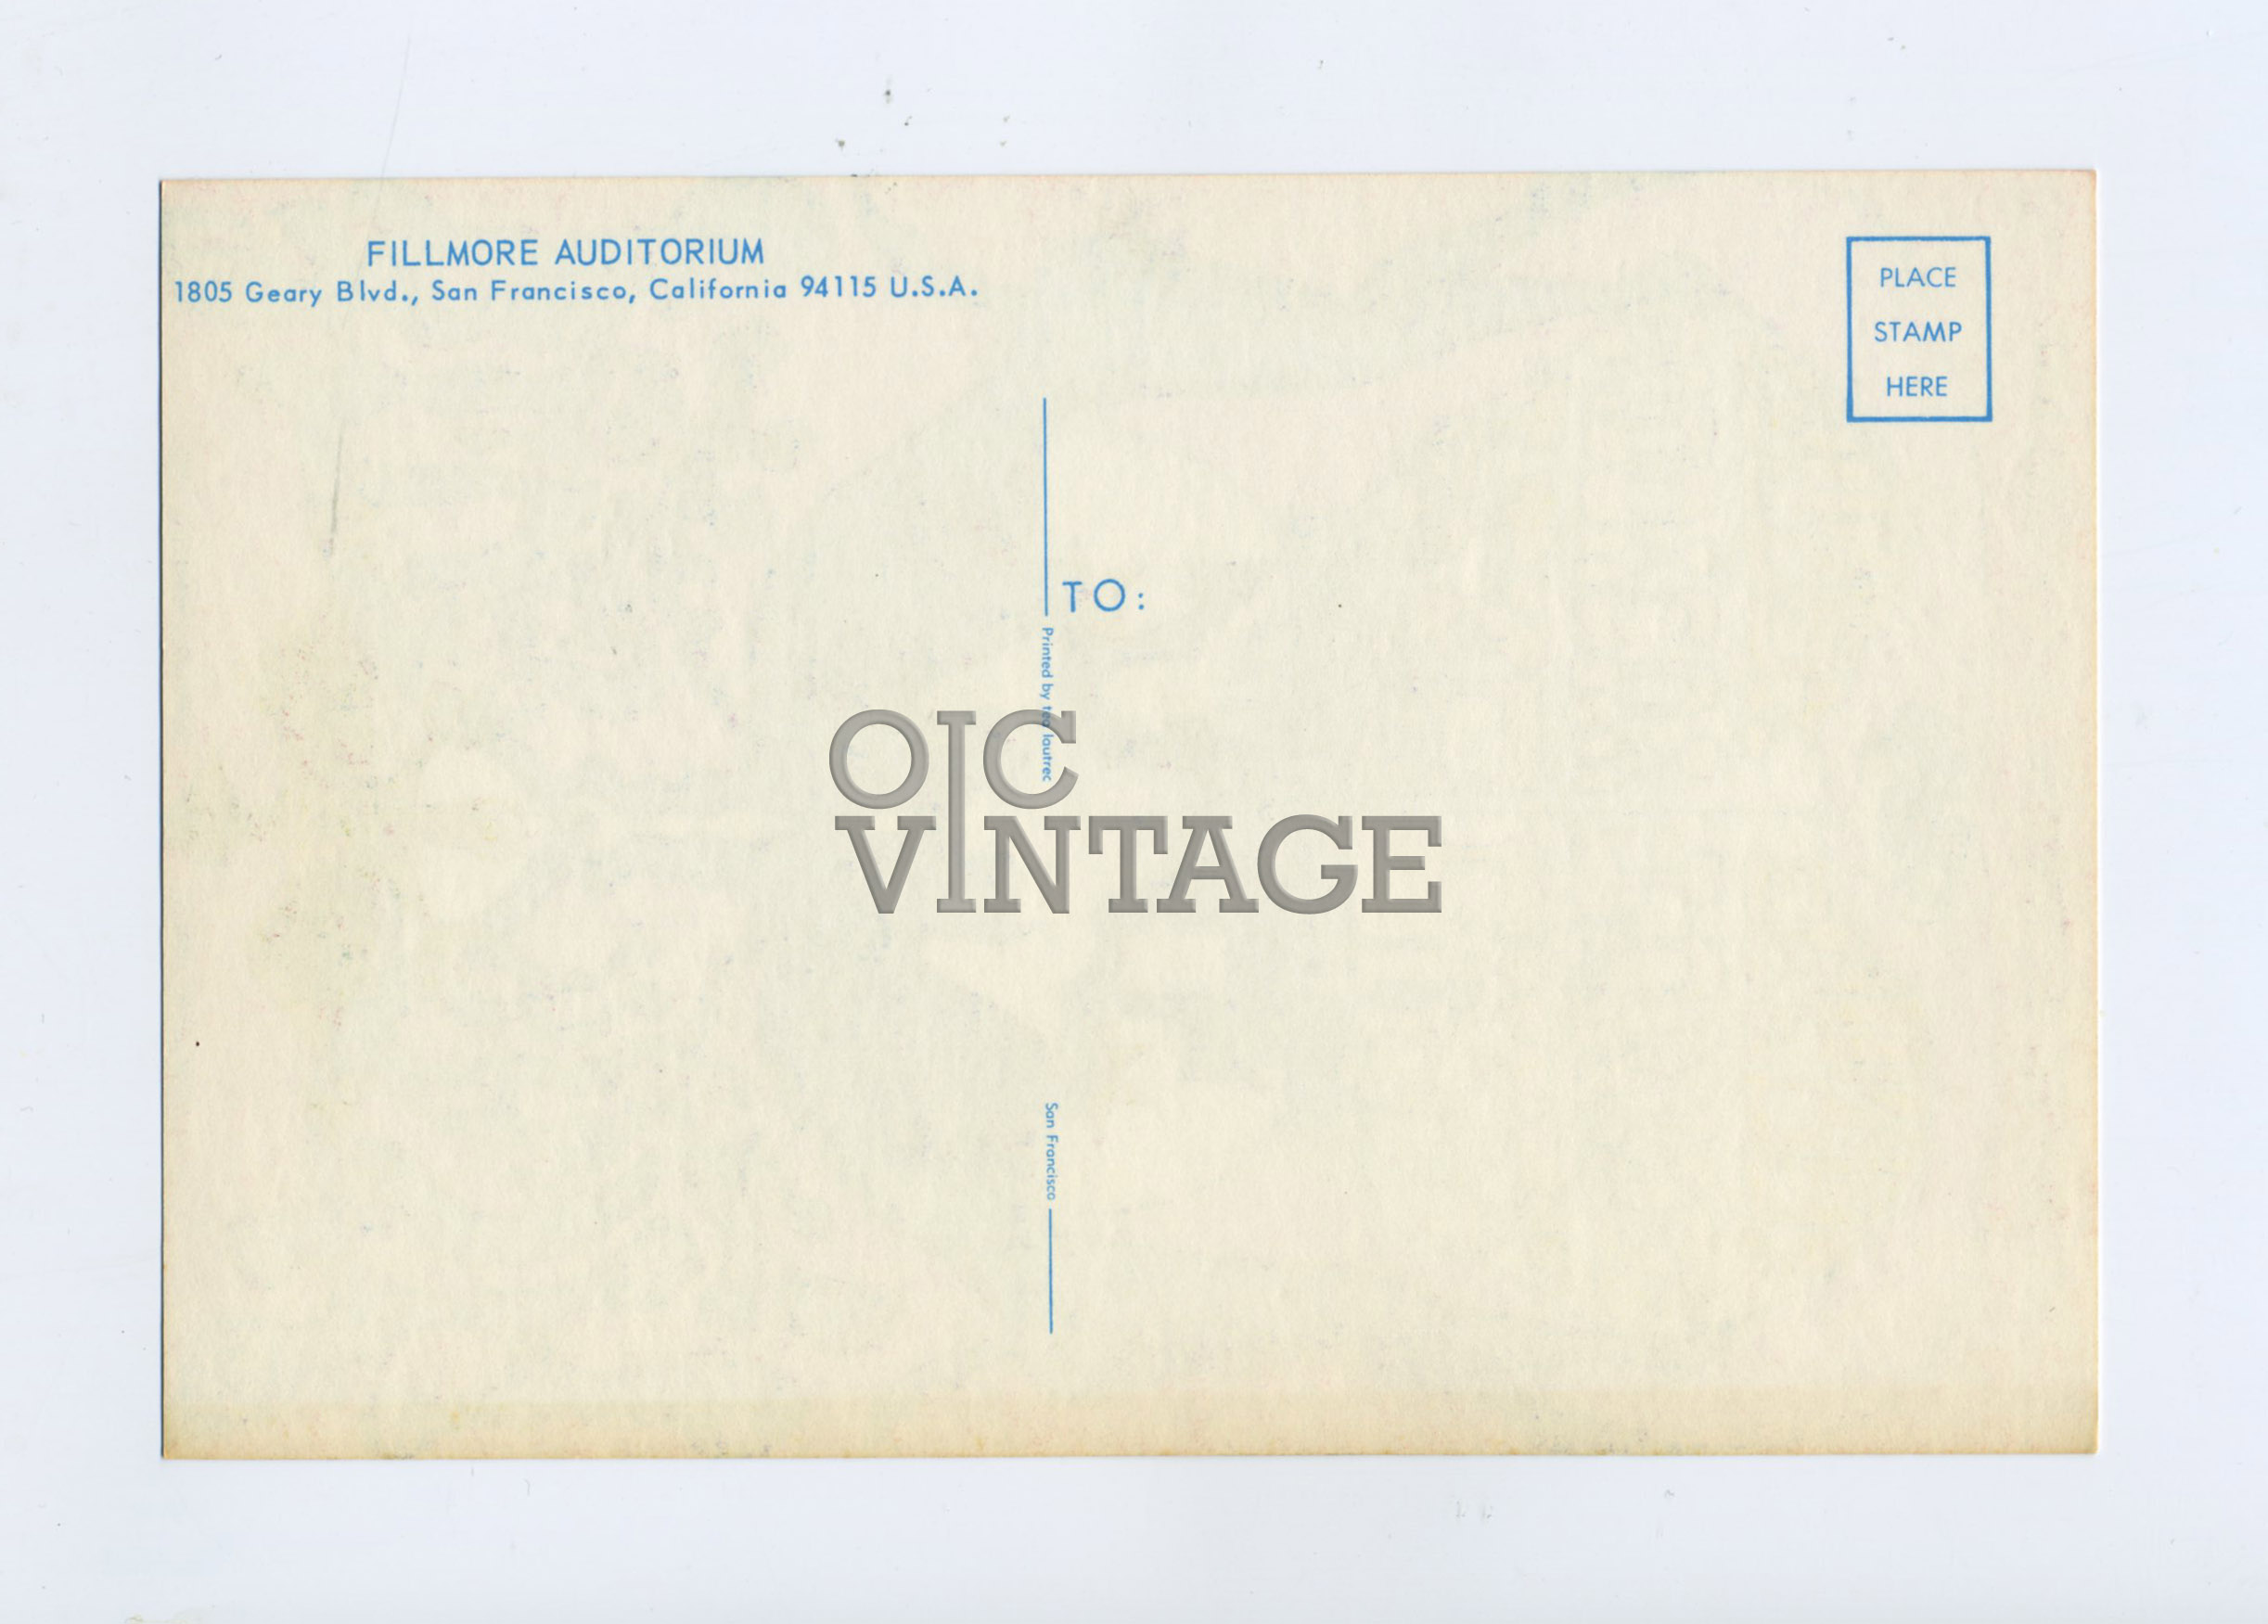 FILLMORE AUDITORIUM
1805 Geary Blvd., San Francisco, California 94115 U.S.A.
PLACE
STAMP
HERE
TO:
Printed by tea lautrec
San Francisco
OIC
VINTAGE